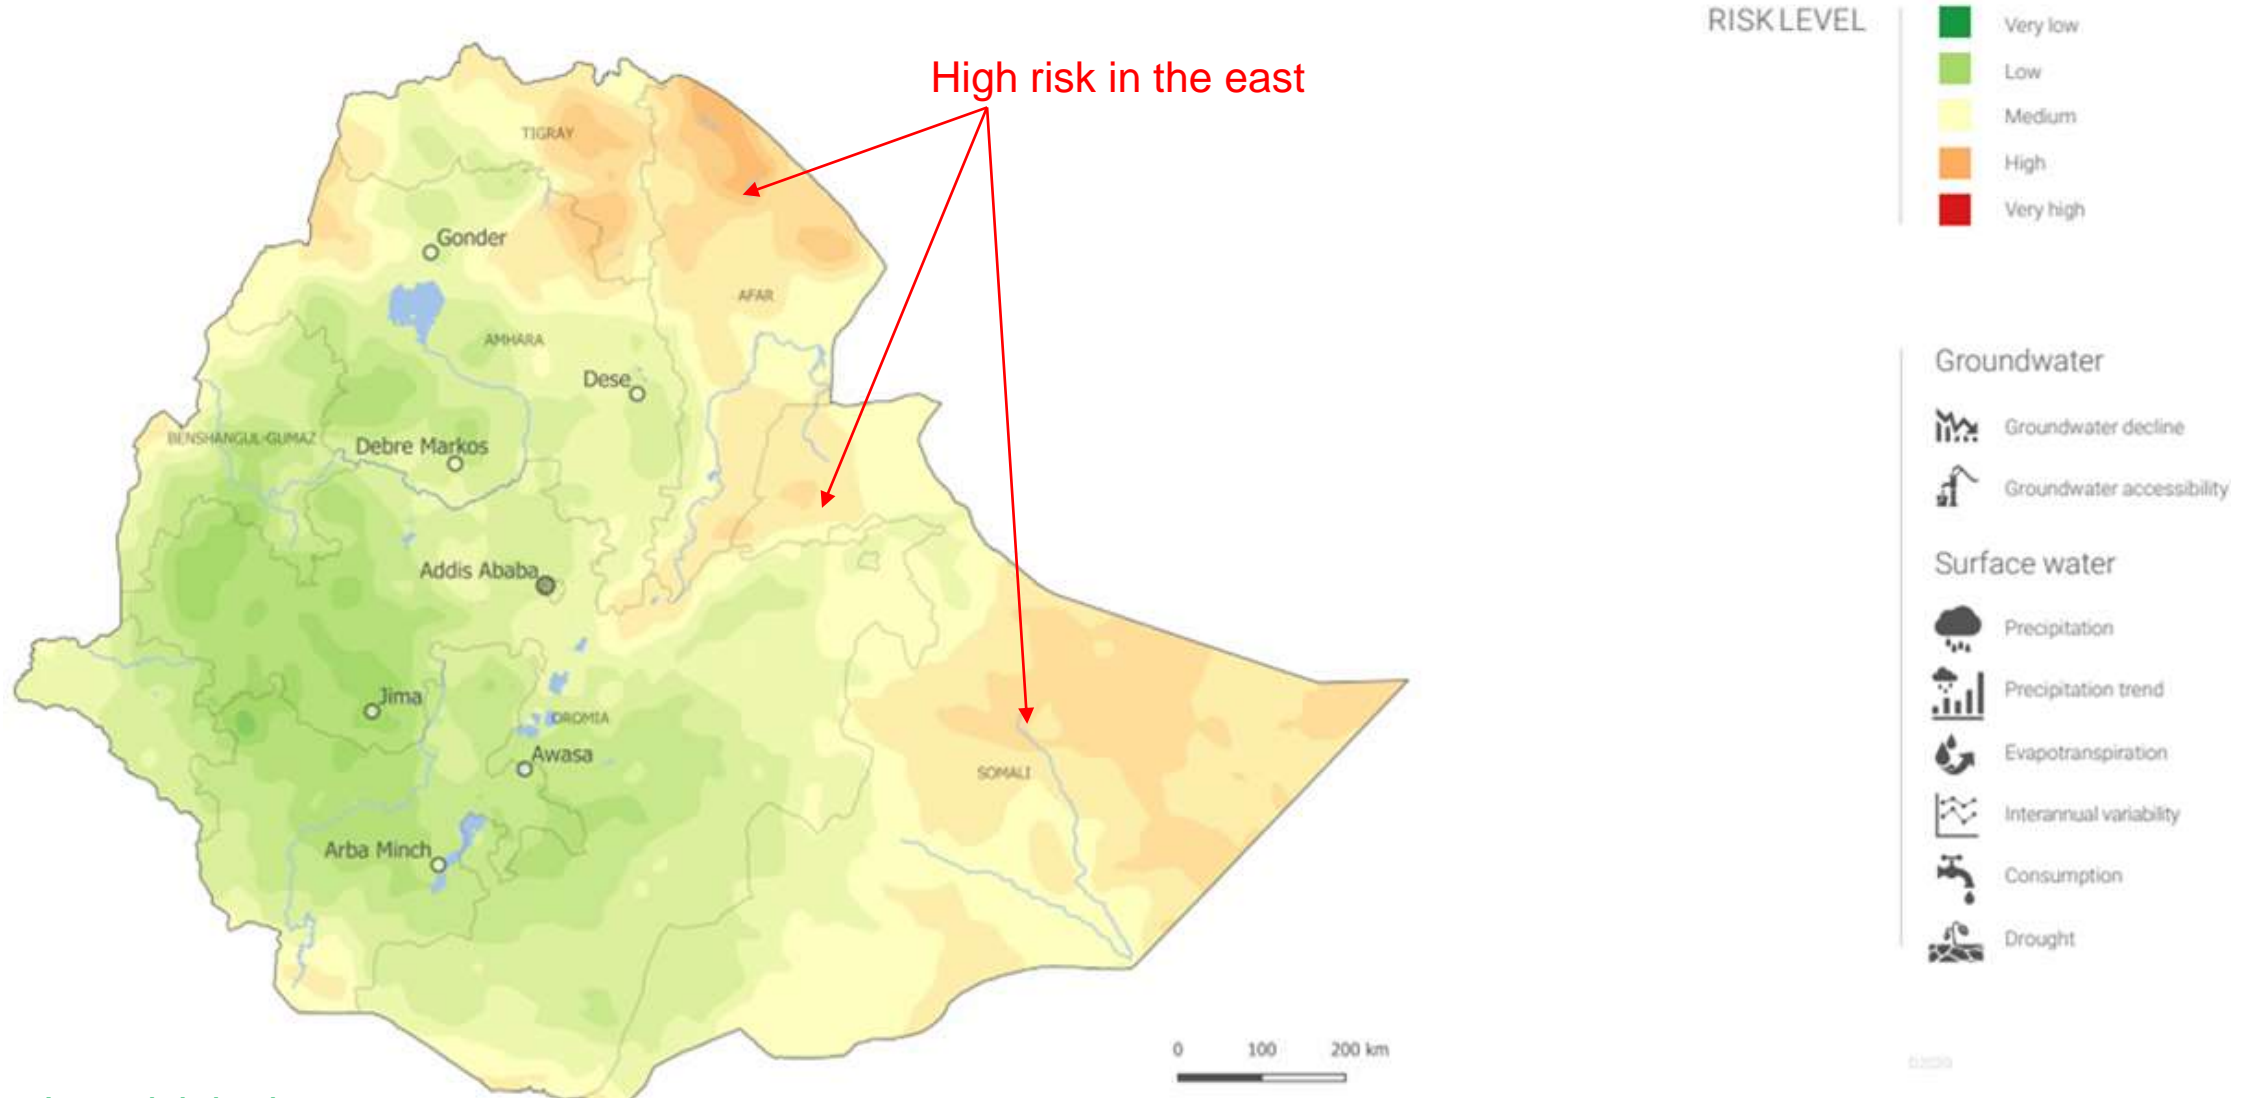 High risk in the east
TIGRAY
Gonder
AFAR
AMHARA
Dese
BENSHANGUL-GUMAZ
Debre Markos
Addis Ababa
Jima
OROMIA
Awasa
SOMALI
Arba Minch
0 100 200 km
RISK LEVEL
Very low
Low
Medium
High
Very high
Groundwater
Groundwater decline
Groundwater accessibility
Surface water
Precipitation
Precipitation trend
Evapotranspiration
Interannual variability
Consumption
Drought